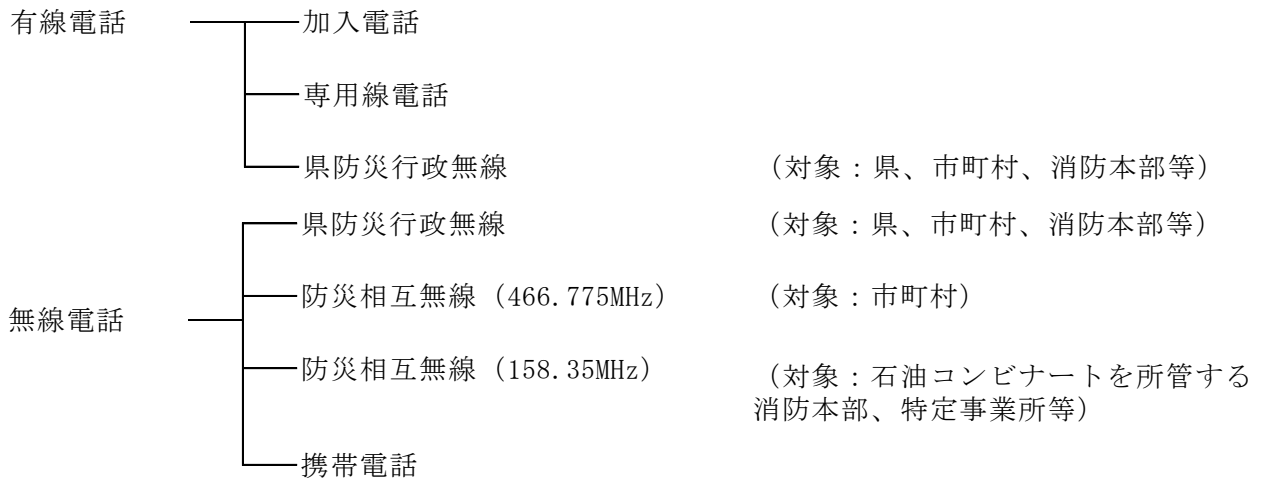 有線電話 加入電話
専用線電話
県防災行政無線 (対象:県、市町村、消防本部等)
県防災行政無線 (対象:県、市町村、消防本部等)
防災相互無線 (466.775MHz) (対象:市町村)
無線電話
防災相互無線 (158.35MHz) (対象:石油コンビナートを所管する
消防本部、特定事業所等)
携帯電話